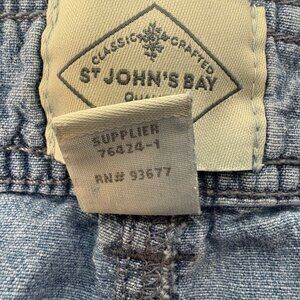 CLASSIC CRAFTED
ST JOHN'S BAY
SUPPLIER
76424-1
RN# 93677